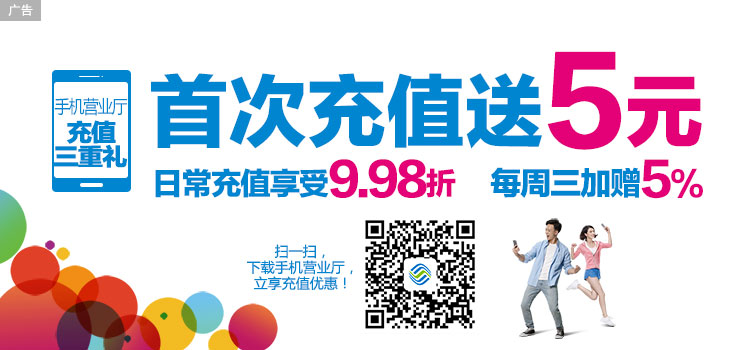 广告
手机营业厅
充值
三重礼
首次充值送5元
日常充值享受9.98折 每周三加赠5%
扫一扫，
下载手机营业厅，
立享充值优惠！